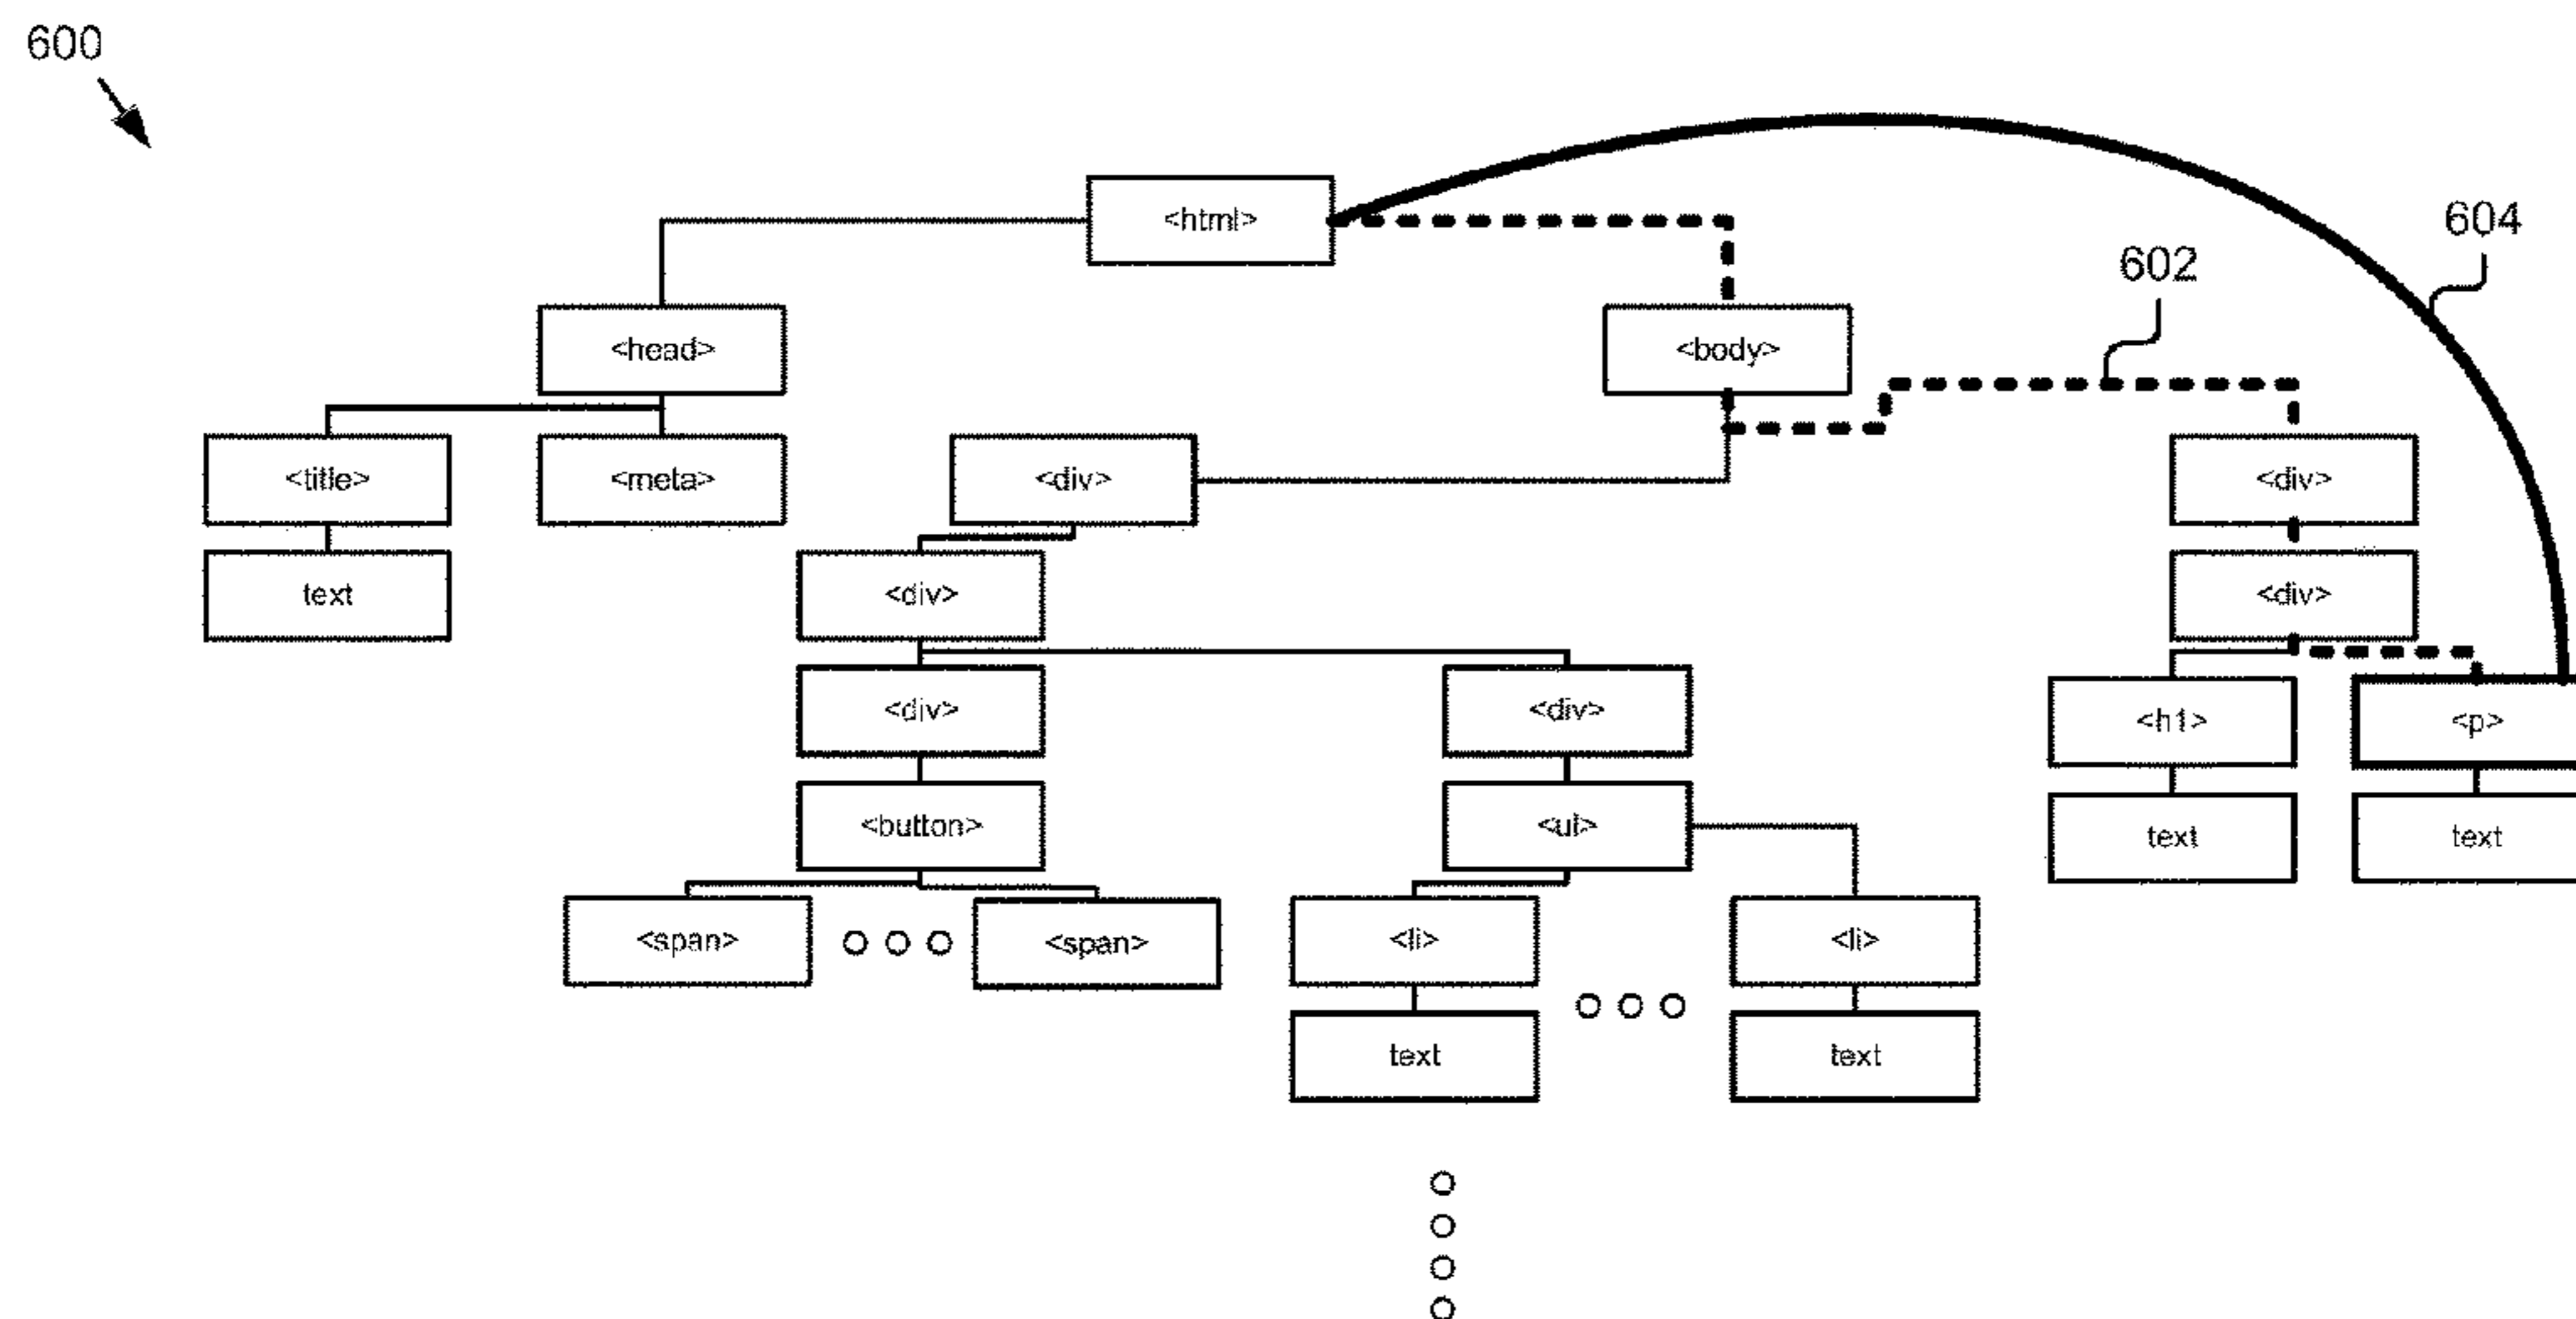 600
604
<html>
602
<head>
<body>
<title>
<meta>
<div>
<div>
text
<div>
<div>
<div>
<div>
<h1>
<p>
<button>
<ul>
text
text
<span>
<span>
<li>
<li>
text
text